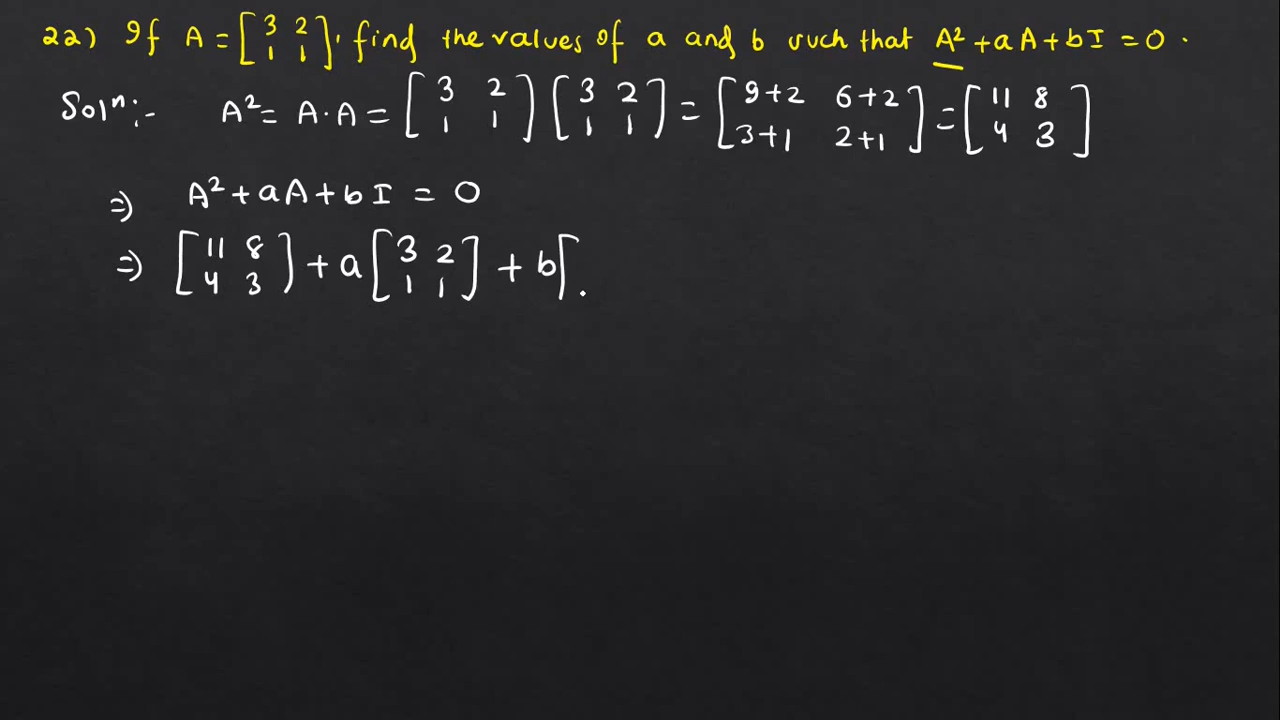 22) If A = [3 2 1 1]. find the values of a and b such that A² + aA + bI = 0.
Solⁿ:- A² = A·A = [3 2 1 1] [3 2 1 1] = [9+2 6+2 3+1 2+1] = [11 8 4 3]
⇒ A² + aA + bI = 0
⇒ [11 8 4 3] + a [3 2 1 1] + b[